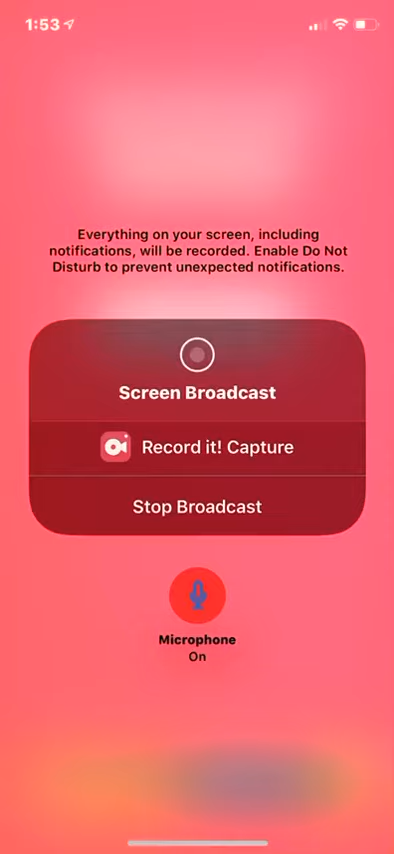 1:53
Everything on your screen, including
notifications, will be recorded. Enable Do Not
Disturb to prevent unexpected notifications.
Screen Broadcast
Record it! Capture
Stop Broadcast
Microphone
On